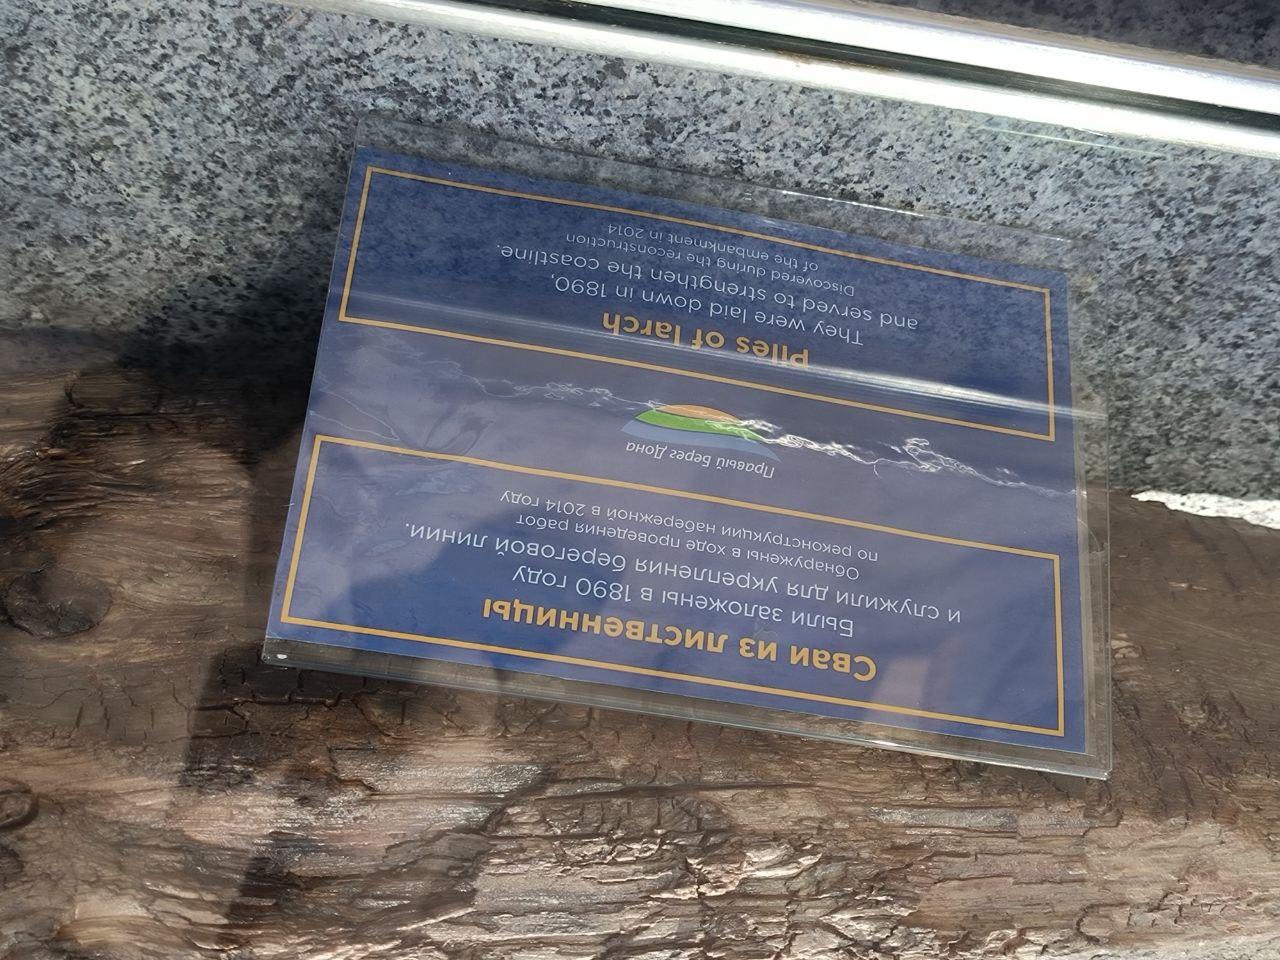 Сваи из лиственницы
Были заложены в 1890 году
и служили для укрепления береговой линии.
Обнаружены в ходе проведения работ
по реконструкции набережной в 2014 году
Правый берег Дона
Piles of larch
They were laid down in 1890,
and served to strengthen the coastline.
Discovered during the reconstruction
of the embankment in 2014